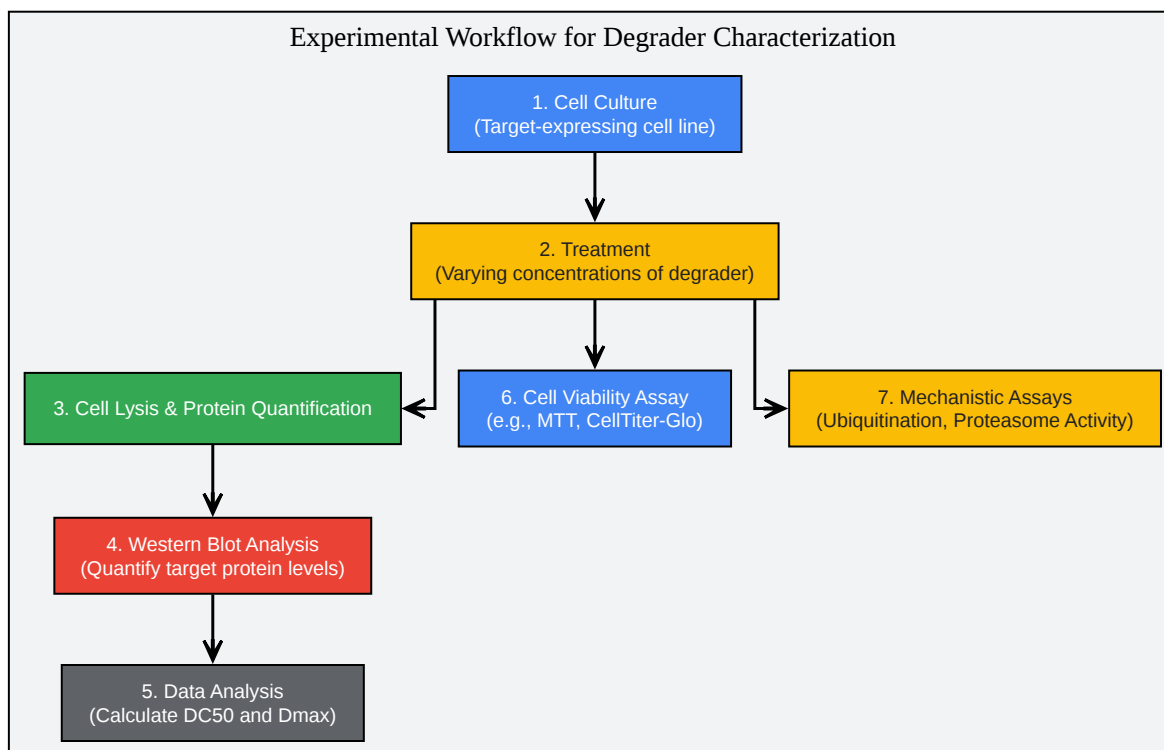 Experimental Workflow for Degrader Characterization
1. Cell Culture
(Target-expressing cell line)
2. Treatment
(Varying concentrations of degrader)
3. Cell Lysis & Protein Quantification
6. Cell Viability Assay
(e.g., MTT, CellTiter-Glo)
7. Mechanistic Assays
(Ubiquitination, Proteasome Activity)
4. Western Blot Analysis
(Quantify target protein levels)
5. Data Analysis
(Calculate DC50 and Dmax)